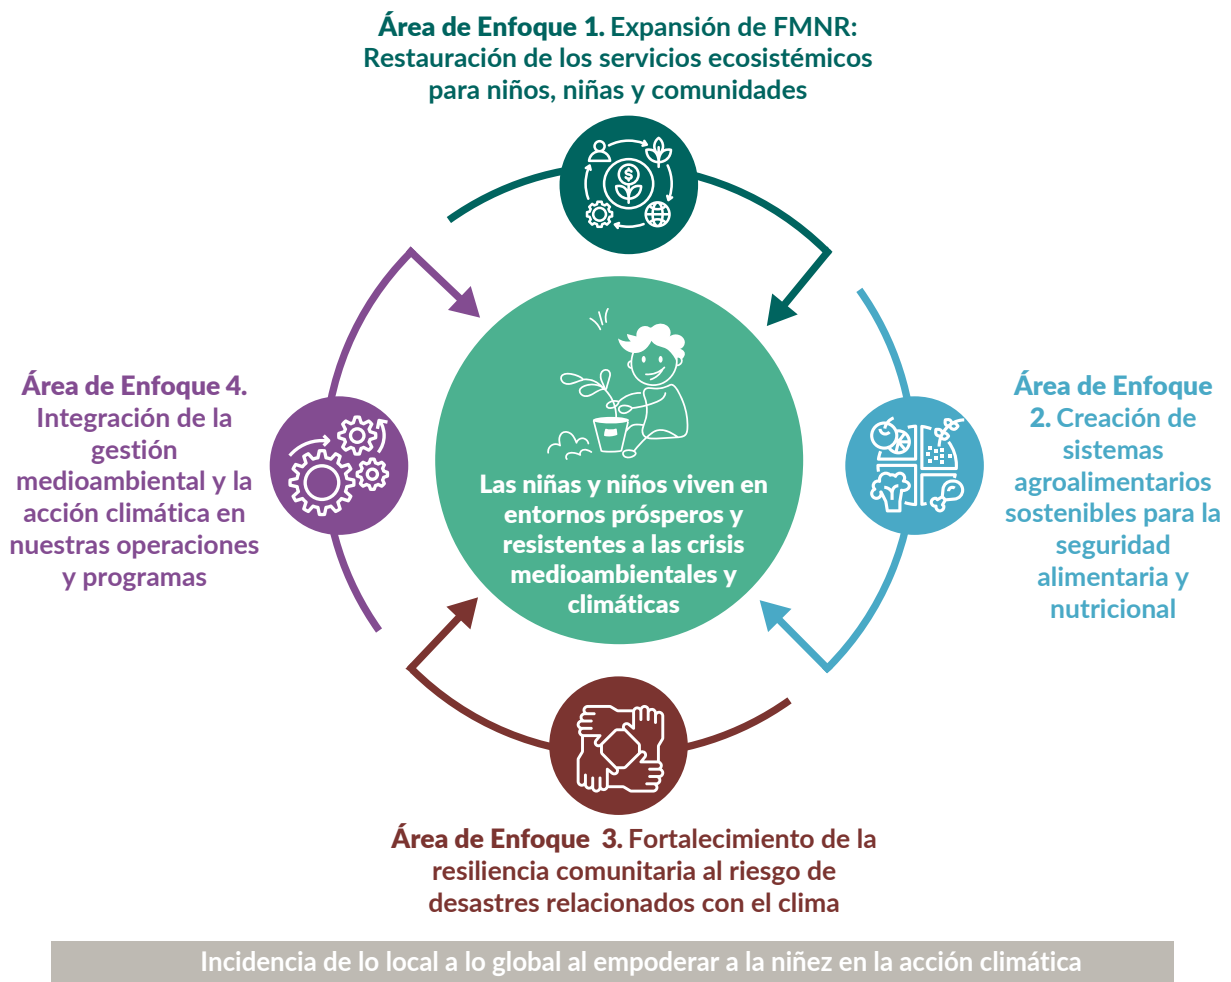 Área de Enfoque 1. Expansión de FMNR:
Restauración de los servicios ecosistémicos
para niños, niñas y comunidades
Área de Enfoque 4.
Integración de la
gestión
medioambiental y la
acción climática en
nuestras operaciones
y programas
Las niñas y niños viven en
entornos prósperos y
resistentes a las crisis
medioambientales y
climáticas
Área de Enfoque
2. Creación de
sistemas
agroalimentarios
sostenibles para la
seguridad
alimentaria y
nutricional
Área de Enfoque 3. Fortalecimiento de la
resiliencia comunitaria al riesgo de
desastres relacionados con el clima
Incidencia de lo local a lo global al empoderar a la niñez en la acción climática